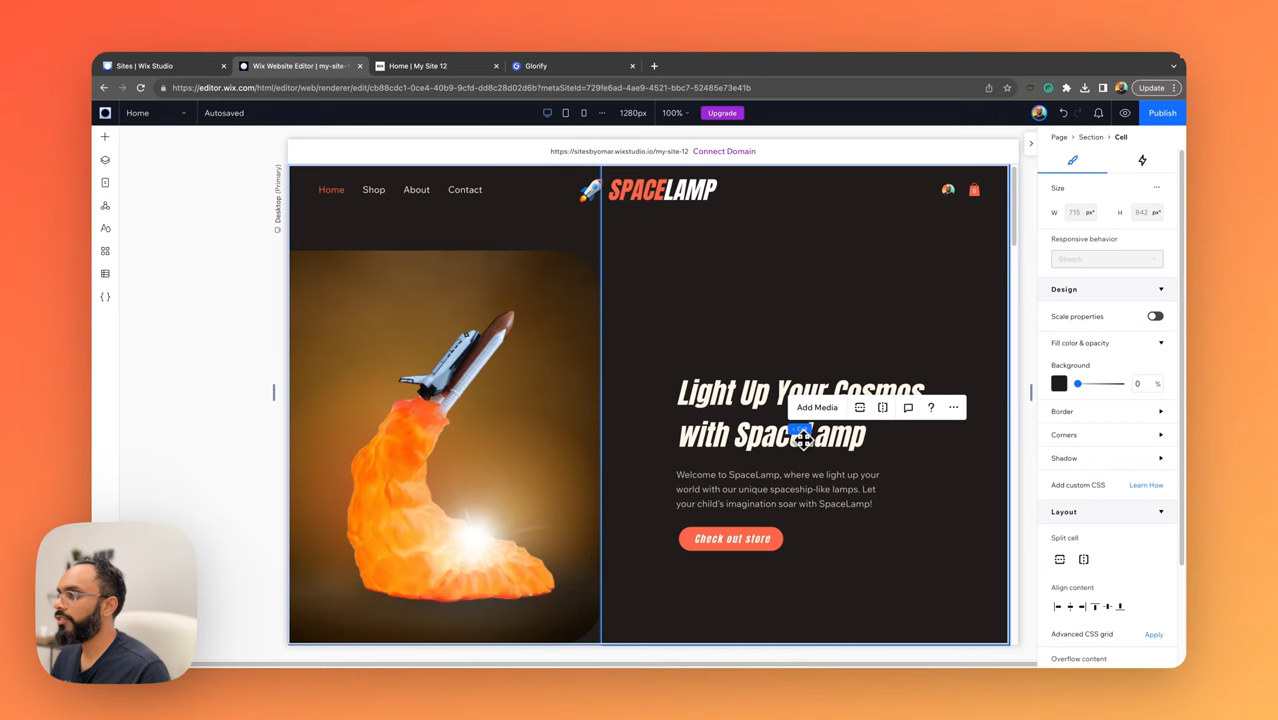 Sites | Wix Studio
Wix Website Editor | my-site-
Home | My Site 12
Glorify
https://editor.wix.com/html/editor/web/renderer/edit/cb88cdc1-0ce4-40b9-9cfd-dd8c28d02d6b?metaSiteId=729fe6ad-4ae9-4521-bbc7-52485e73e41b
Update
Home
Autosaved
1280px
100%
Upgrade
Publish
https://sitesbyomar.wixstudio.io/my-site-12 Connect Domain
Page > Section > Cell
Desktop (Primary)
Home Shop About Contact
SPACELAMP
0
Size
W 715 px* H 842 px*
Responsive behavior
Stretch
Design
Scale properties
Fill color & opacity
Background
0 %
Border
Corners
Shadow
Add custom CSS Learn How
Layout
Split cell
Align content
Advanced CSS grid Apply
Overflow content
Light Up Your Cosmos
Add Media
with SpaceLamp
Welcome to SpaceLamp, where we light up your
world with our unique spaceship-like lamps. Let
your child's imagination soar with SpaceLamp!
Check out store